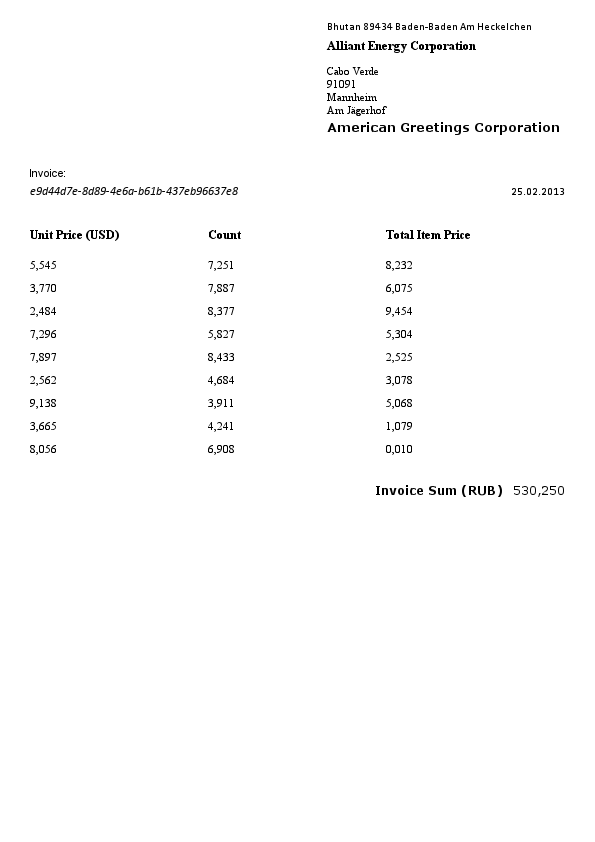 Bhutan 89434 Baden-Baden Am Heckelchen
Alliant Energy Corporation
Cabo Verde
91091
Mannheim
Am Jägerhof
American Greetings Corporation
Invoice:
e9d44d7e-8d89-4e6a-b61b-437eb96637e8 25.02.2013
Unit Price (USD) Count Total Item Price
5,545 7,251 8,232
3,770 7,887 6,075
2,484 8,377 9,454
7,296 5,827 5,304
7,897 8,433 2,525
2,562 4,684 3,078
9,138 3,911 5,068
3,665 4,241 1,079
8,056 6,908 0,010
Invoice Sum (RUB) 530,250